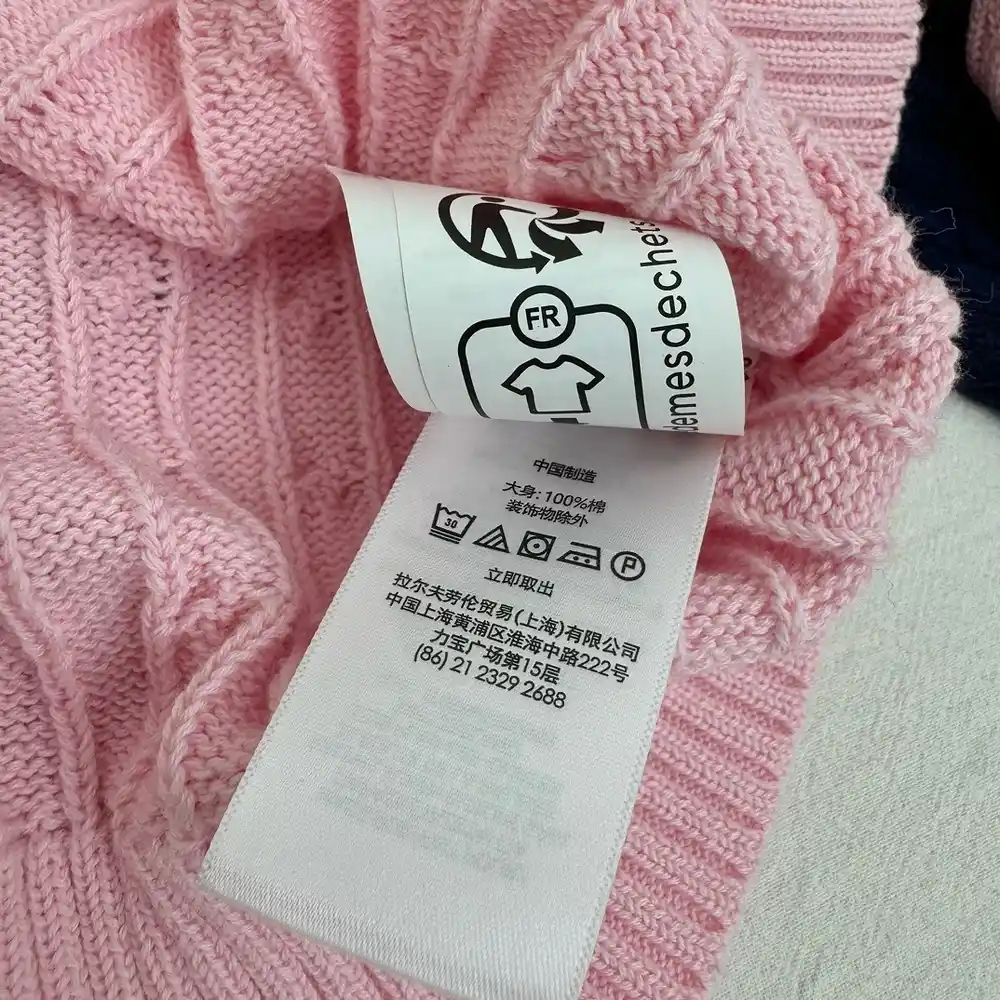 FR
demesdechets
中国制造
大身: 100%棉
装饰物除外
30
P
立即取出
拉尔夫劳伦贸易(上海)有限公司
中国上海黄浦区淮海中路222号
力宝广场第15层
(86) 21 2329 2688